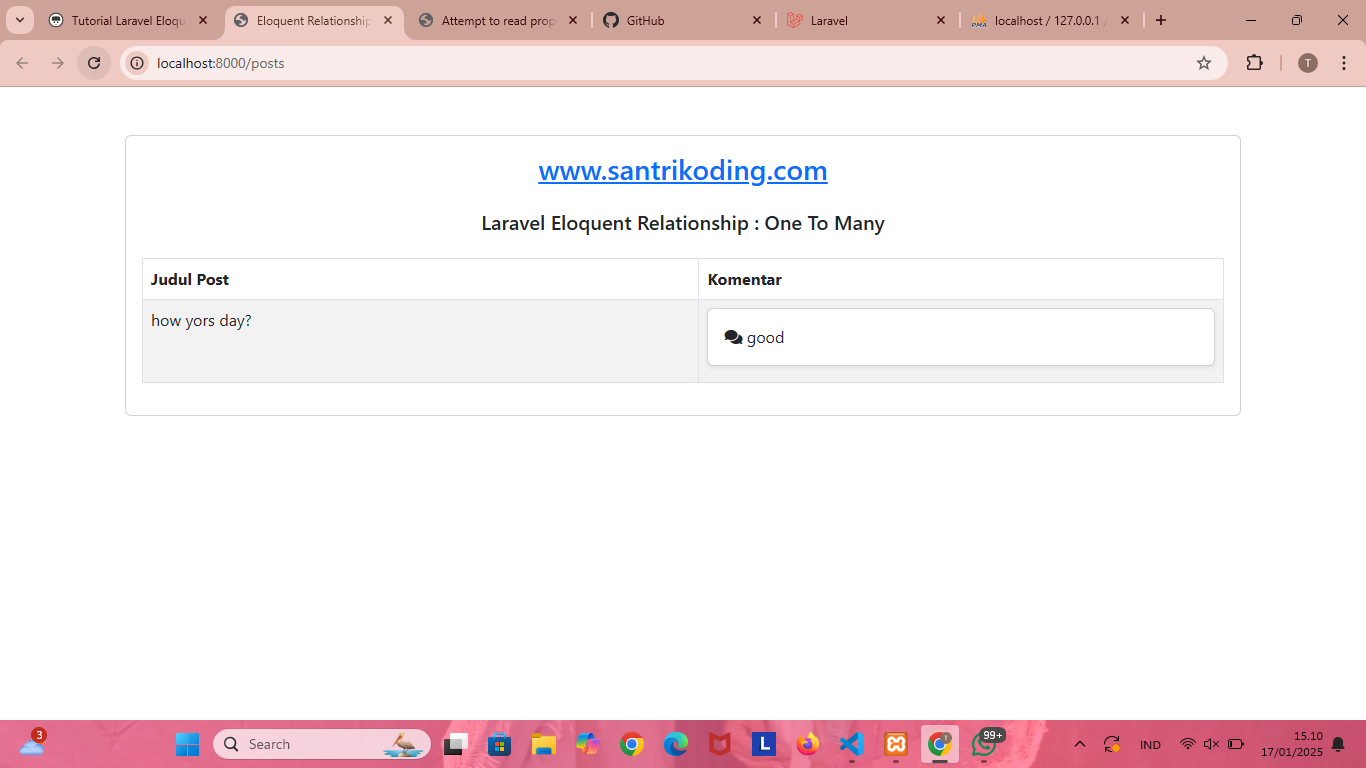 Tutorial Laravel Eloqu
Eloquent Relationship
Attempt to read prop
GitHub
Laravel
PMA
localhost / 127.0.0.1 /
localhost:8000/posts
T
www.santrikoding.com
Laravel Eloquent Relationship : One To Many
Judul Post
Komentar
how yors day?
good
3
Search
L
99+
IND
15.10
17/01/2025